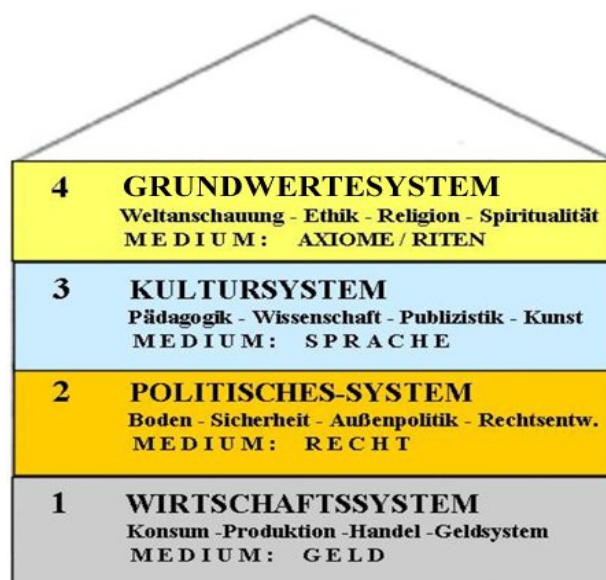 4 GRUNDWERTESYSTEM
Weltanschauung - Ethik - Religion - Spiritualität
MEDIUM: AXIOME / RITEN
3 KULTURSYSTEM
Pädagogik - Wissenschaft - Publizistik - Kunst
MEDIUM: SPRACHE
2 POLITISCHES-SYSTEM
Boden - Sicherheit - Außenpolitik - Rechtsentw.
MEDIUM: RECHT
1 WIRTSCHAFTSSYSTEM
Konsum -Produktion -Handel -Geldsystem
MEDIUM: GELD